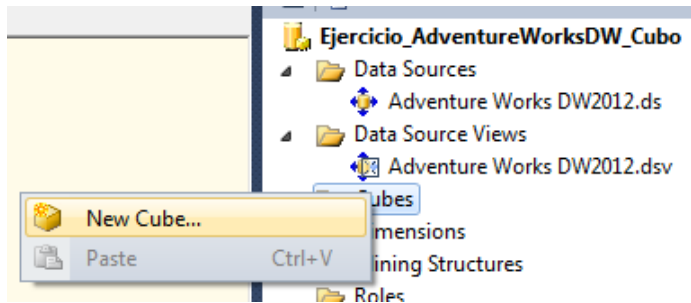 Ejercicio_AdventureWorksDW_Cubo
Data Sources
Adventure Works DW2012.ds
Data Source Views
Adventure Works DW2012.dsv
ubes
New Cube...
mensions
Paste Ctrl+V
ining Structures
Roles